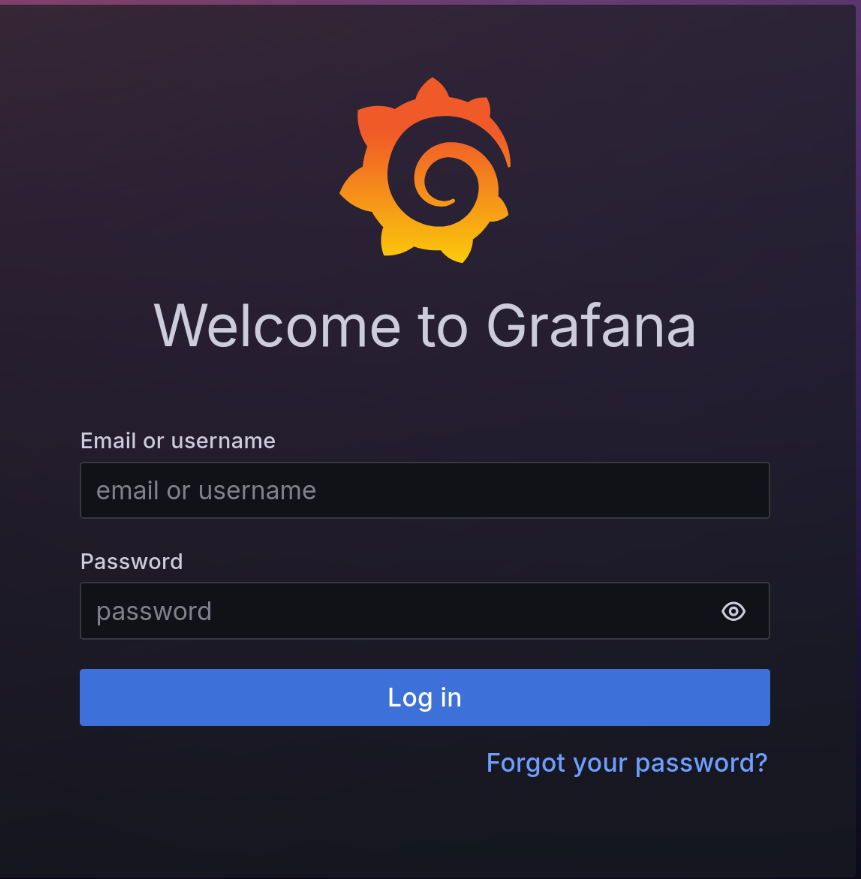 Welcome to Grafana
Email or username
email or username
Password
password
Log in
Forgot your password?